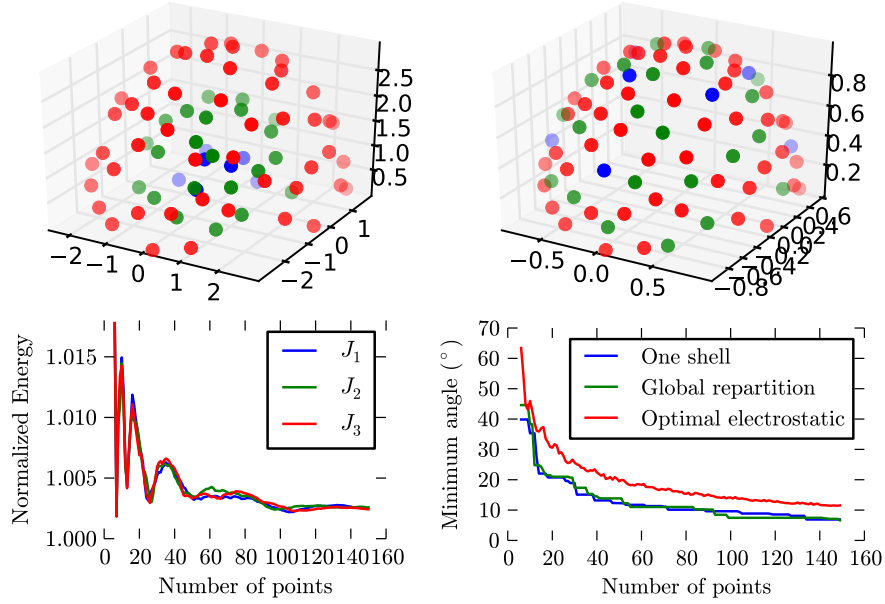 2.5
2.0
1.5
1.0
0.5
−2
−1
0
1
2
−2
−1
0
1
0.8
0.6
0.4
0.2
−0.5
0.0
0.5
−0.8
1.015
1.010
1.005
1.000
Normalized Energy
0 20 40 60 80 100 120 140 160
Number of points
J1
J2
J3
70
60
50
40
30
20
10
0
Minimum angle (°)
0 20 40 60 80 100 120 140 160
Number of points
One shell
Global repartition
Optimal electrostatic